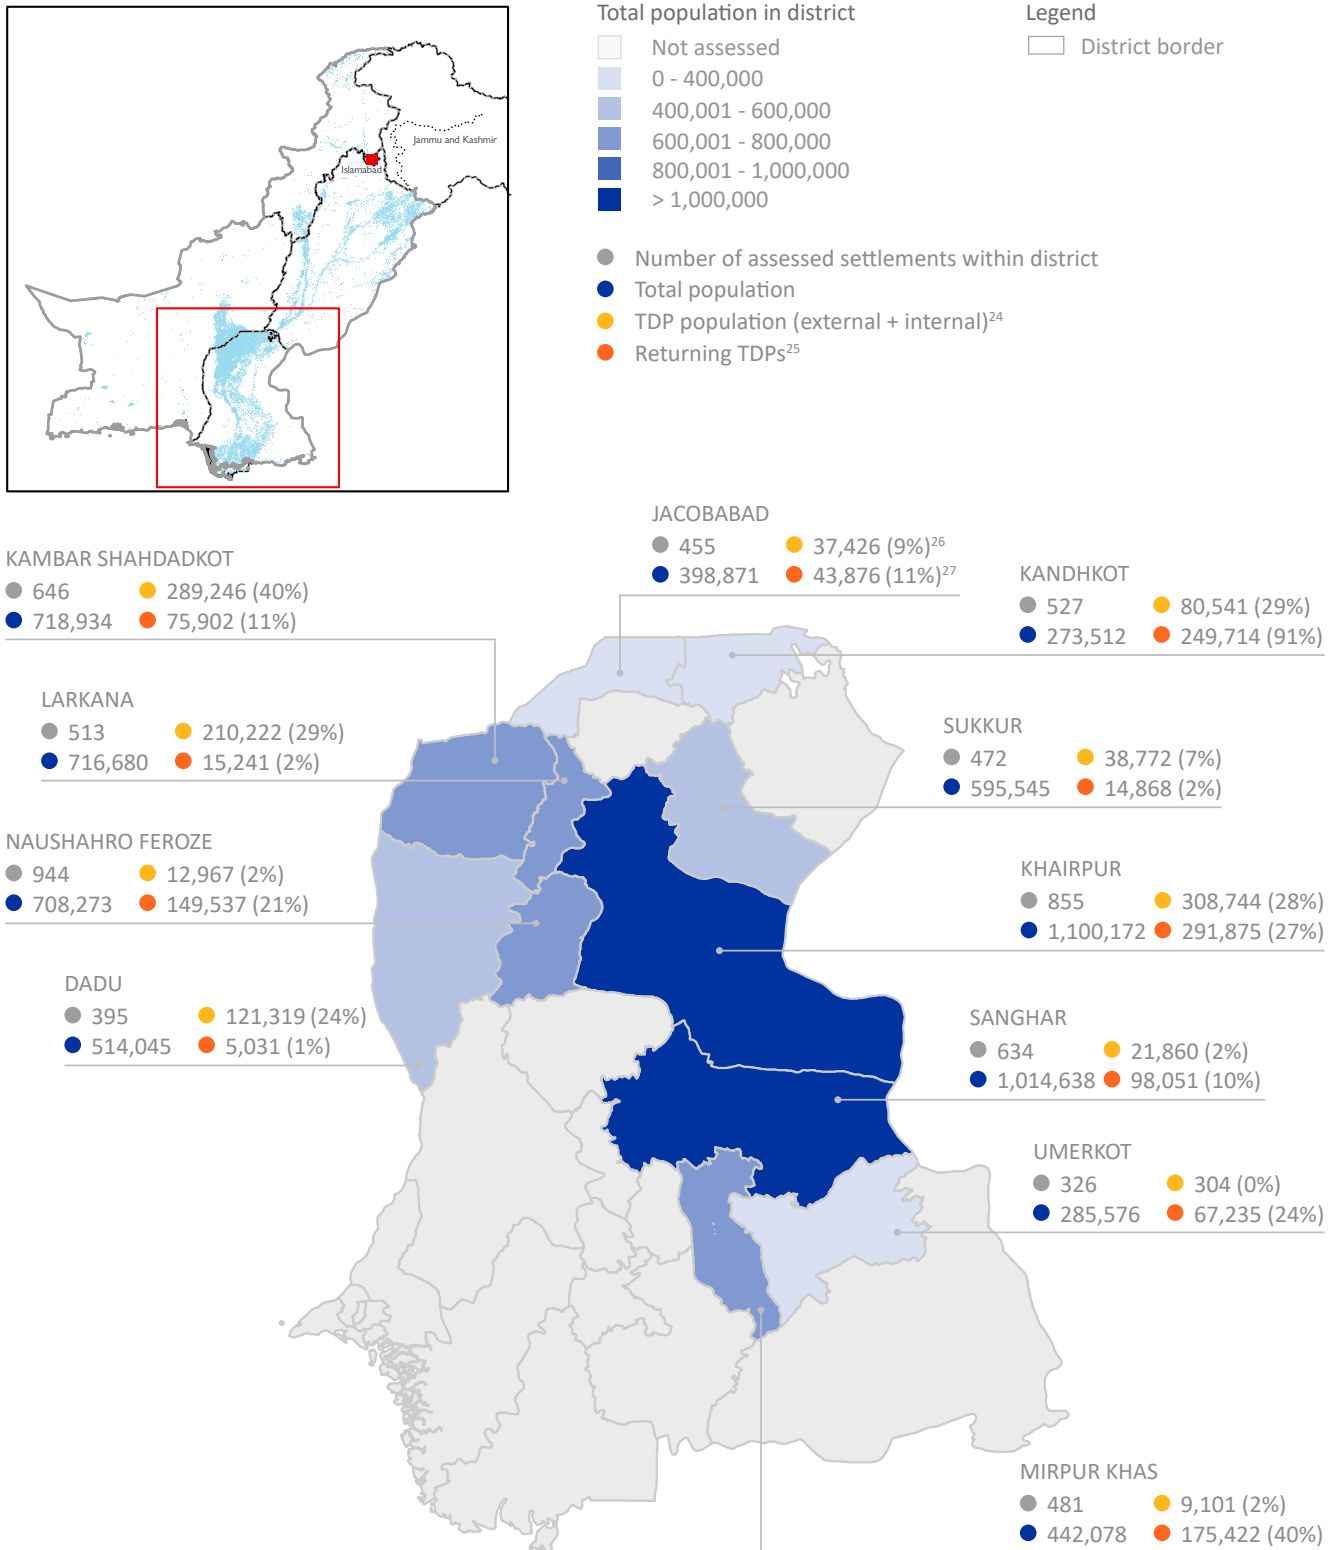 Total population in district
Not assessed
0 - 400,000
400,001 - 600,000
600,001 - 800,000
800,001 - 1,000,000
> 1,000,000
Legend
District border
Number of assessed settlements within district
Total population
TDP population (external + internal)24
Returning TDPs25
Jammu and Kashmir
Islamabad
JACOBABAD
455 37,426 (9%)26
398,871 43,876 (11%)27
KAMBAR SHAHDADKOT
646 289,246 (40%)
718,934 75,902 (11%)
KANDHKOT
527 80,541 (29%)
273,512 249,714 (91%)
LARKANA
513 210,222 (29%)
716,680 15,241 (2%)
SUKKUR
472 38,772 (7%)
595,545 14,868 (2%)
NAUSHAHRO FEROZE
944 12,967 (2%)
708,273 149,537 (21%)
KHAIRPUR
855 308,744 (28%)
1,100,172 291,875 (27%)
DADU
395 121,319 (24%)
514,045 5,031 (1%)
SANGHAR
634 21,860 (2%)
1,014,638 98,051 (10%)
UMERKOT
326 304 (0%)
285,576 67,235 (24%)
MIRPUR KHAS
481 9,101 (2%)
442,078 175,422 (40%)